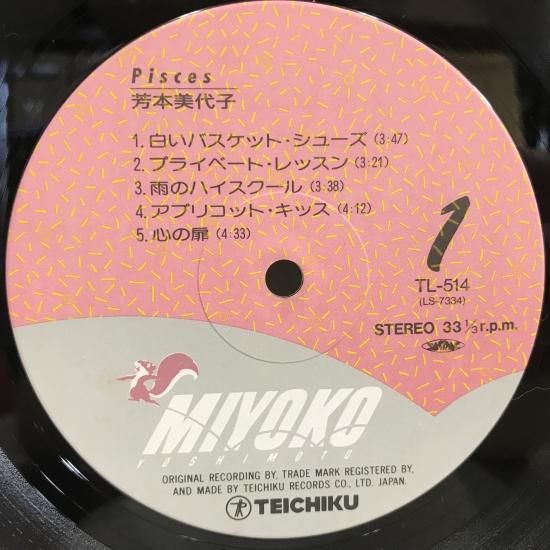 Pisces
芳本美代子
1. 白いバスケット・シューズ (3:47)
2. プライベート・レッスン (3:21)
3. 雨のハイスクール (3:38)
4. アプリコット・キッス (4:12)
5. 心の扉 (4:33)
1
TL-514
(LS-7334)
STEREO 33 1/3 r.p.m.
MIYOKO
YOSHIMOTO
ORIGINAL RECORDING BY, TRADE MARK REGISTERED BY,
AND MADE BY TEICHIKU RECORDS CO., LTD. JAPAN.
TEICHIKU